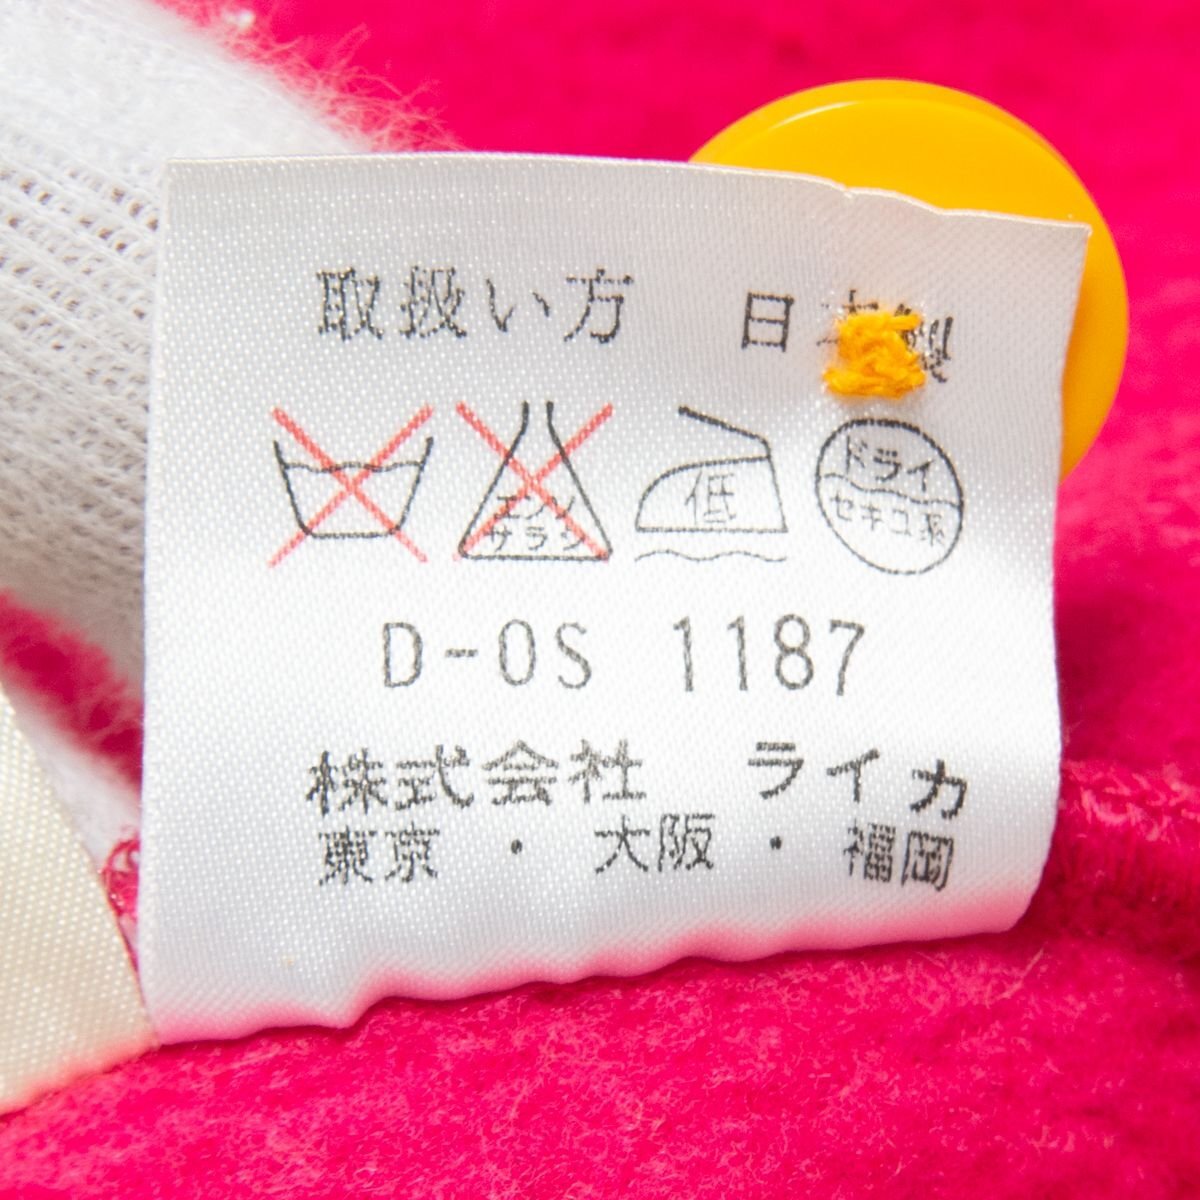 取扱い方 日本製
エンソサラシ 低 ドライ セキユ系
D-OS 1187
株式会社 ライカ
東京・大阪・福岡